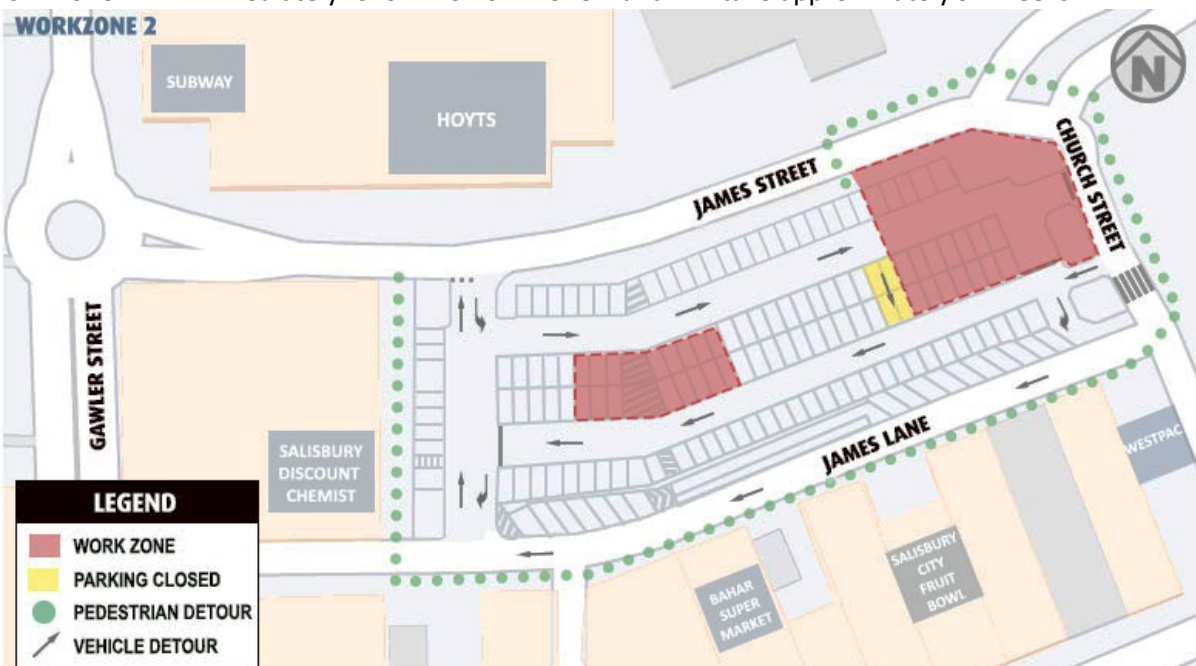 WORKZONE 2
SUBWAY
HOYTS
N
JAMES STREET
CHURCH STREET
GAWLER STREET
SALISBURY
DISCOUNT
CHEMIST
JAMES LANE
WESTPAC
SALISBURY
CITY
FRUIT
BOWL
BAHAR
SUPER
MARKET
LEGEND
WORK ZONE
PARKING CLOSED
PEDESTRIAN DETOUR
VEHICLE DETOUR